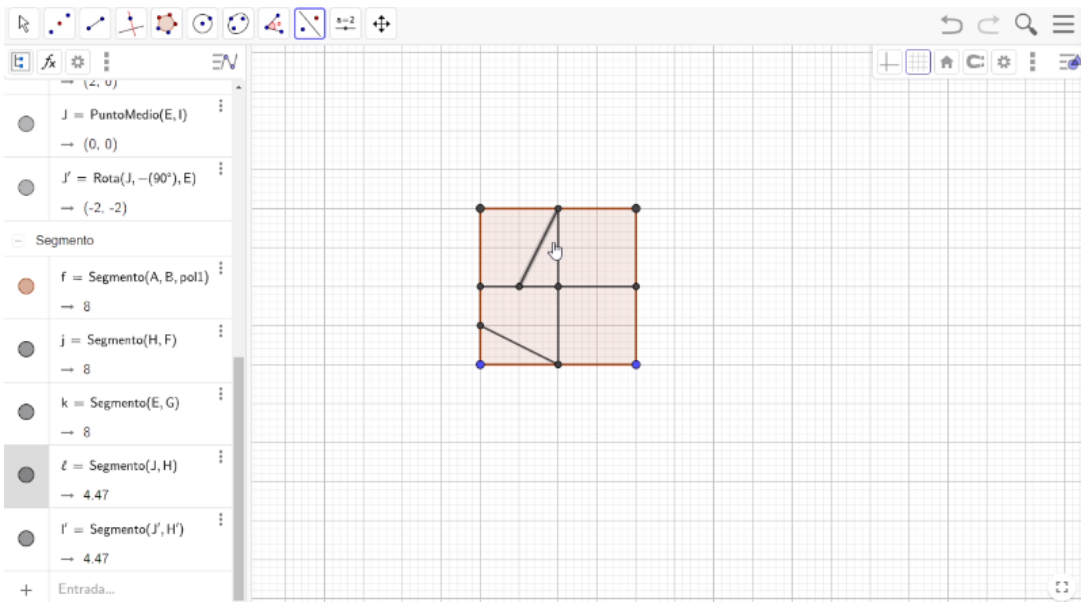 a=2
fx
→ (2, 0)
J = PuntoMedio(E, I)
→ (0, 0)
J′ = Rota(J, −(90°), E)
→ (-2, -2)
Segmento
f = Segmento(A, B, pol1)
→ 8
j = Segmento(H, F)
→ 8
k = Segmento(E, G)
→ 8
ℓ = Segmento(J, H)
→ 4.47
l′ = Segmento(J′, H′)
→ 4.47
Entrada...